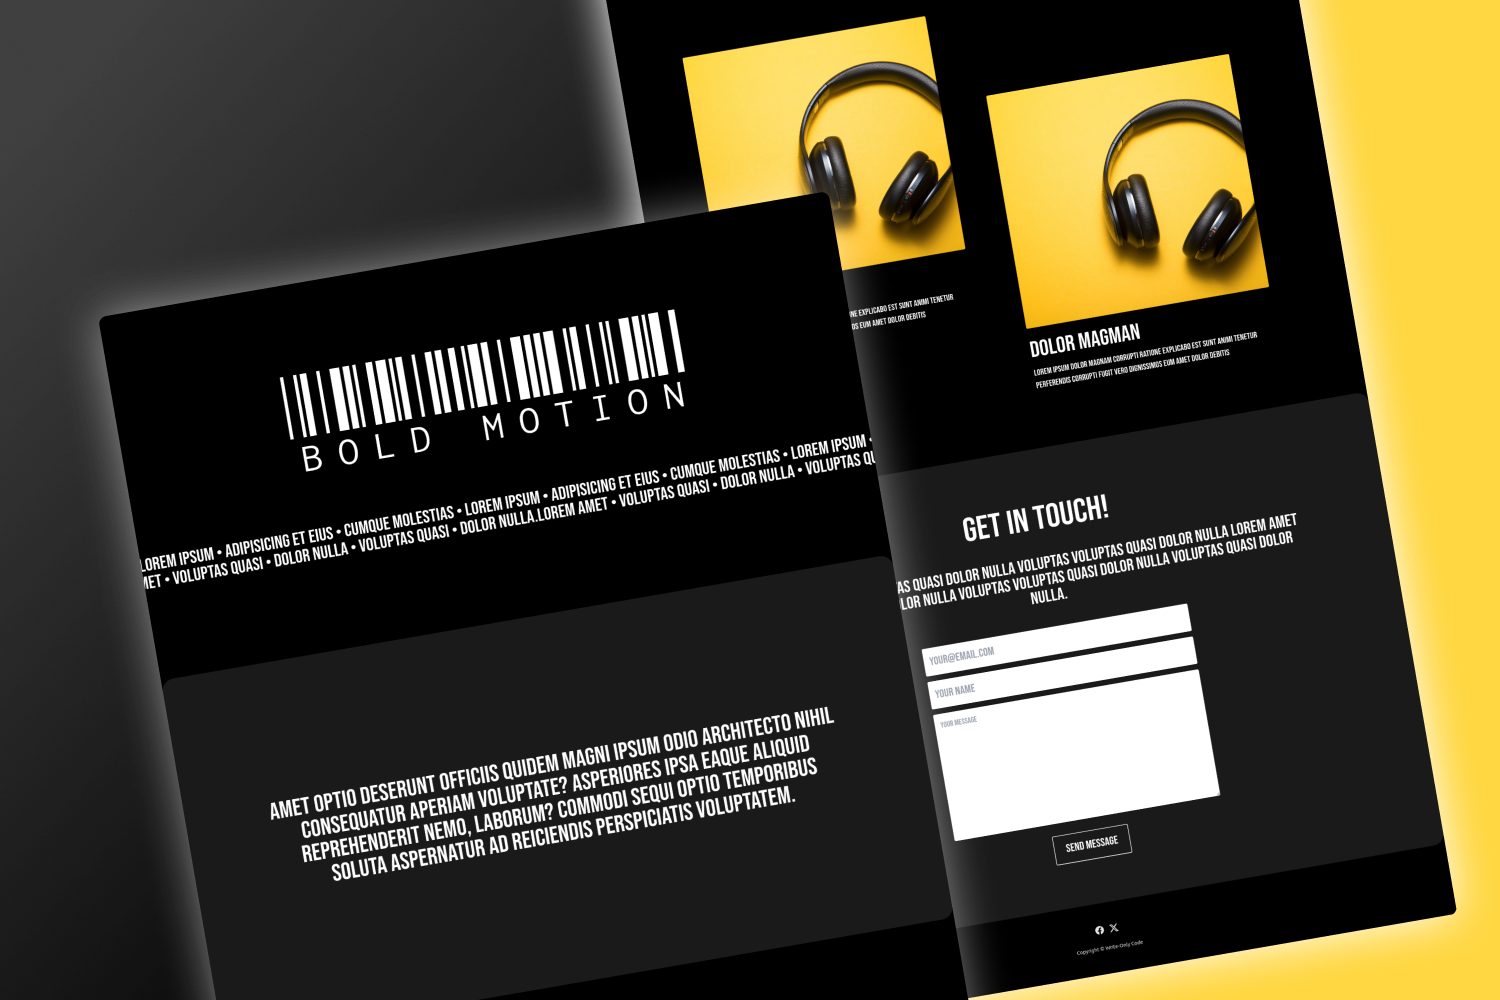 BOLD MOTION
LOREM IPSUM • ADIPISICING ET EIUS • CUMQUE MOLESTIAS • LOREM IPSUM • ADIPISICING ET EIUS • CUMQUE MOLESTIAS • LOREM IPSUM •
MET • VOLUPTAS QUASI • DOLOR NULLA • VOLUPTAS QUASI • DOLOR NULLA.LOREM AMET • VOLUPTAS QUASI • DOLOR NULLA • VOLUPTAS QU
AMET OPTIO DESERUNT OFFICIIS QUIDEM MAGNI IPSUM ODIO ARCHITECTO NIHIL
CONSEQUATUR APERIAM VOLUPTATE? ASPERIORES IPSA EAQUE ALIQUID
REPREHENDERIT NEMO, LABORUM? COMMODI SEQUI OPTIO TEMPORIBUS
SOLUTA ASPERNATUR AD REICIENDIS PERSPICIATIS VOLUPTATEM.
NE EXPLICABO EST SUNT ANIMI TENETUR
OS EUM AMET DOLOR DEBITIS
DOLOR MAGMAN
LOREM IPSUM DOLOR MAGNAM CORRUPTI RATIONE EXPLICABO EST SUNT ANIMI TENETUR
PERFERENDIS CORRUPTI FUGIT VERO DIGNISSIMOS EUM AMET DOLOR DEBITIS
GET IN TOUCH!
AS QUASI DOLOR NULLA VOLUPTAS VOLUPTAS QUASI DOLOR NULLA LOREM AMET
LOR NULLA VOLUPTAS VOLUPTAS QUASI DOLOR NULLA VOLUPTAS QUASI DOLOR
NULLA.
YOUR@EMAIL.COM
YOUR NAME
YOUR MESSAGE
SEND MESSAGE
Copyright © Write-Only Code